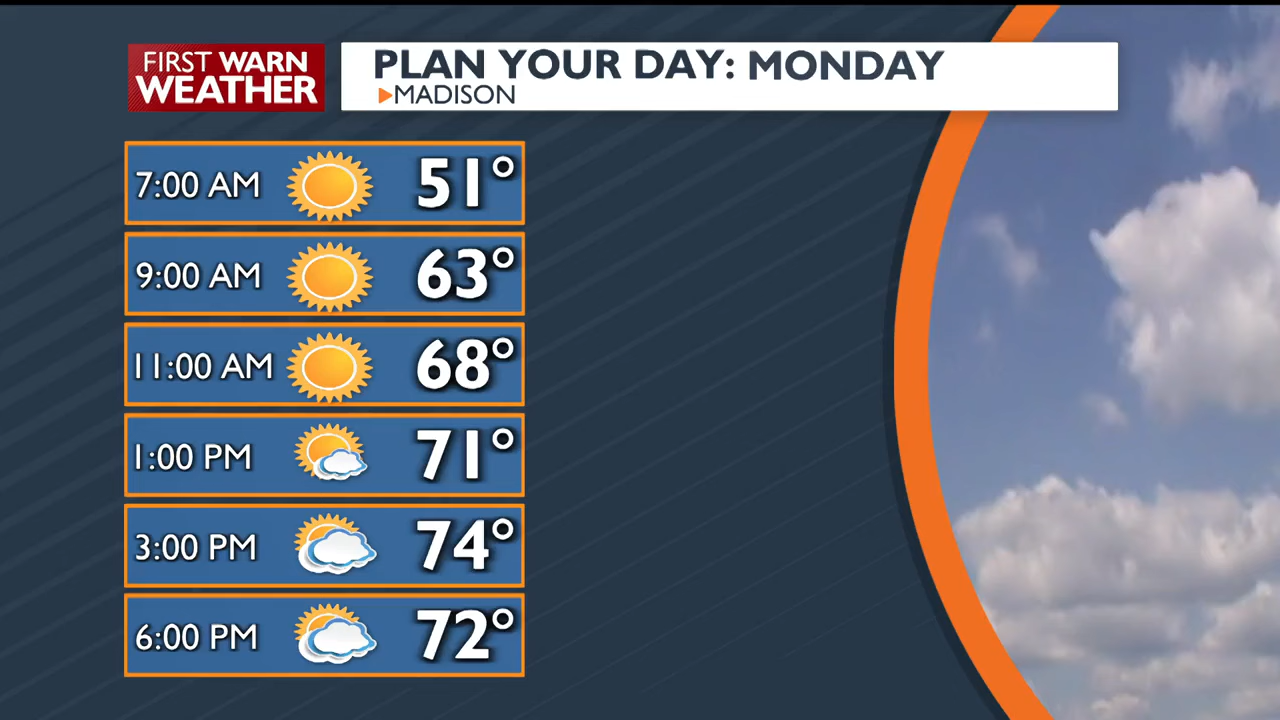 FIRST WARN
WEATHER
PLAN YOUR DAY: MONDAY
MADISON
7:00 AM 51°
9:00 AM 63°
11:00 AM 68°
1:00 PM 71°
3:00 PM 74°
6:00 PM 72°